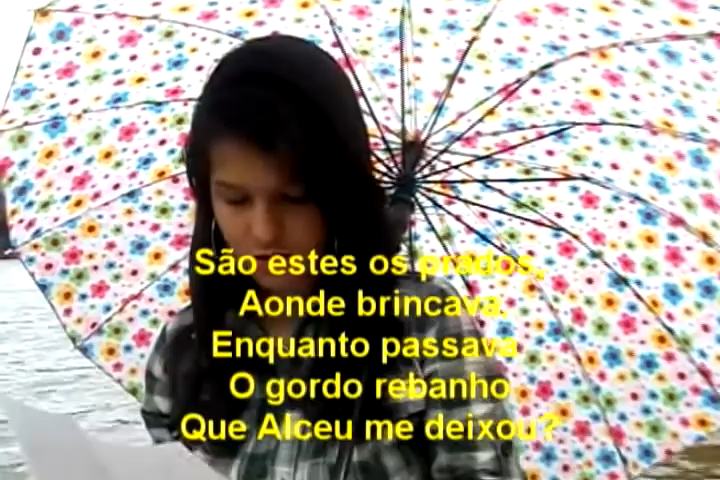 São estes os prados,
Aonde brincava,
Enquanto passava
O gordo rebanho
Que Alceu me deixou?